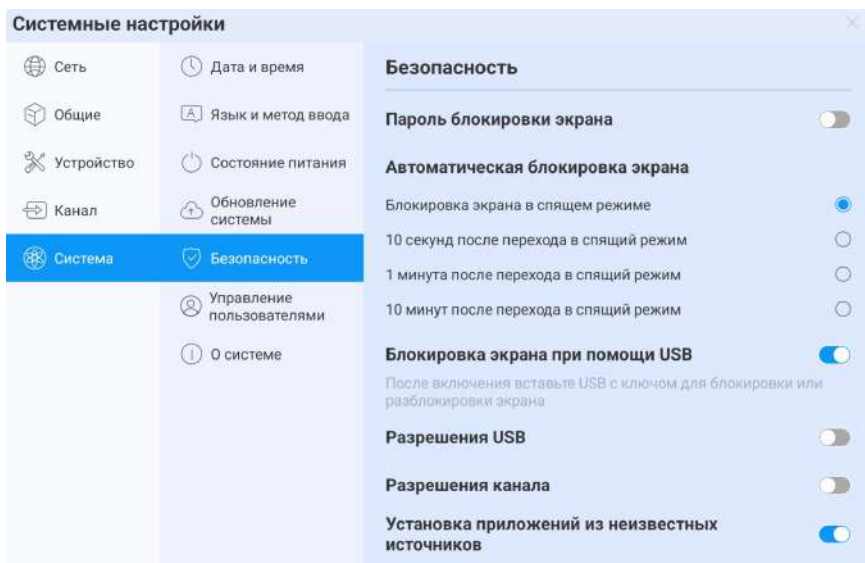 Системные настройки
Сеть
Общие
Устройство
Канал
Система
Дата и время
Язык и метод ввода
Состояние питания
Обновление
системы
Безопасность
Управление
пользователями
О системе
Безопасность
Пароль блокировки экрана
Автоматическая блокировка экрана
Блокировка экрана в спящем режиме
10 секунд после перехода в спящий режим
1 минута после перехода в спящий режим
10 минут после перехода в спящий режим
Блокировка экрана при помощи USB
После включения вставьте USB с ключом для блокировки или
разблокировки экрана
Разрешения USB
Разрешения канала
Установка приложений из неизвестных
источников